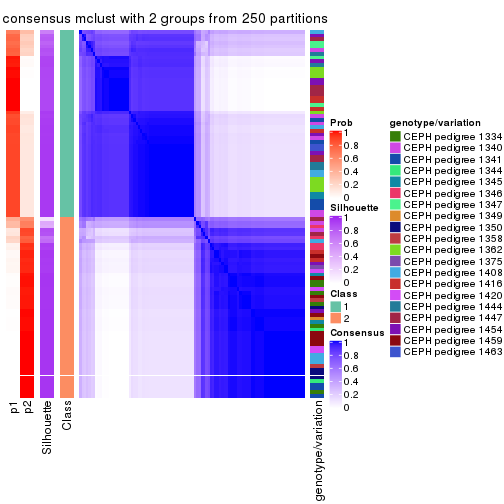 consensus mclust with 2 groups from 250 partitions
Prob
1
0.8
0.6
0.4
0.2
0
Silhouette
1
0.8
0.6
0.4
0.2
0
Class
1
2
Consensus
1
0.8
0.6
0.4
0.2
0
genotype/variation
CEPH pedigree 1334
CEPH pedigree 1340
CEPH pedigree 1341
CEPH pedigree 1344
CEPH pedigree 1345
CEPH pedigree 1346
CEPH pedigree 1347
CEPH pedigree 1349
CEPH pedigree 1350
CEPH pedigree 1358
CEPH pedigree 1362
CEPH pedigree 1375
CEPH pedigree 1408
CEPH pedigree 1416
CEPH pedigree 1420
CEPH pedigree 1444
CEPH pedigree 1447
CEPH pedigree 1454
CEPH pedigree 1459
CEPH pedigree 1463
p1
p2
Silhouette
Class
genotype/variation